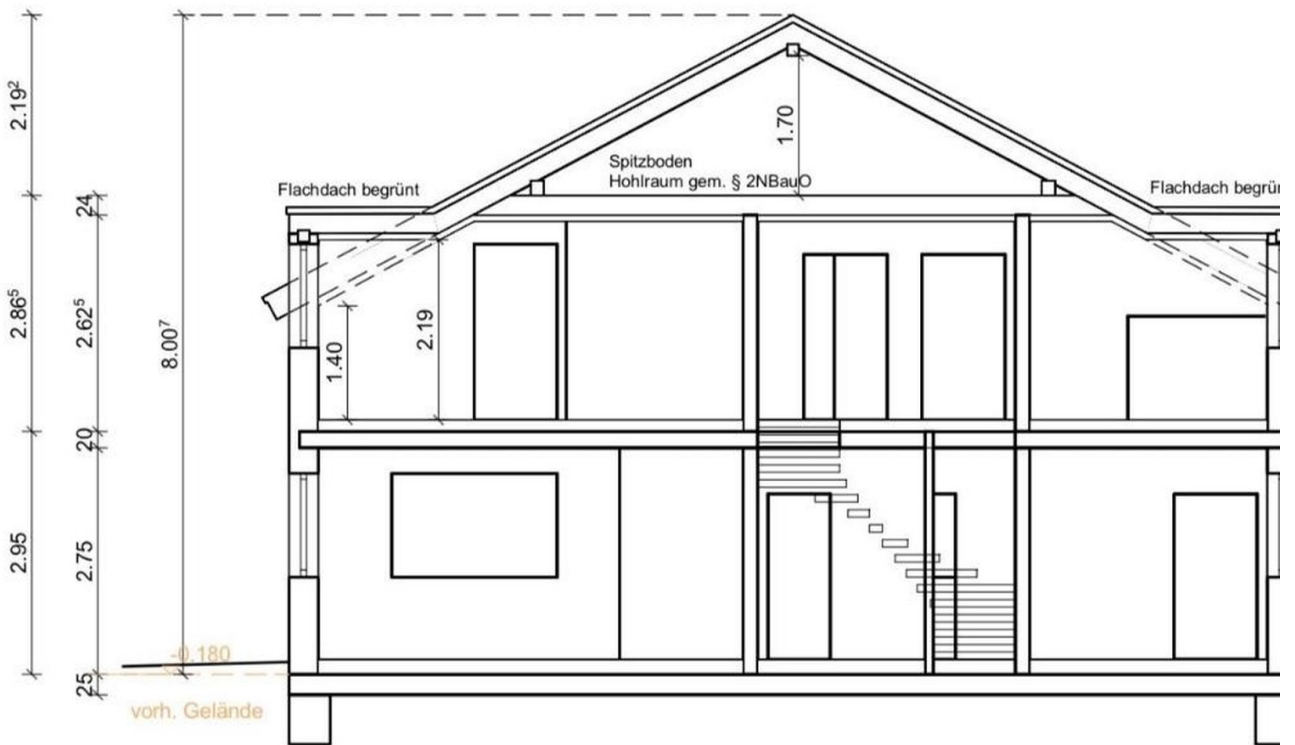 2.19²
1.70
Spitzboden
Hohlraum gem. § 2NBauO
Flachdach begrünt
Flachdach begrün
24
2.86⁵
2.62⁵
8.00⁷
1.40
2.19
20
2.95
2.75
-0.180
25
vorh. Gelände